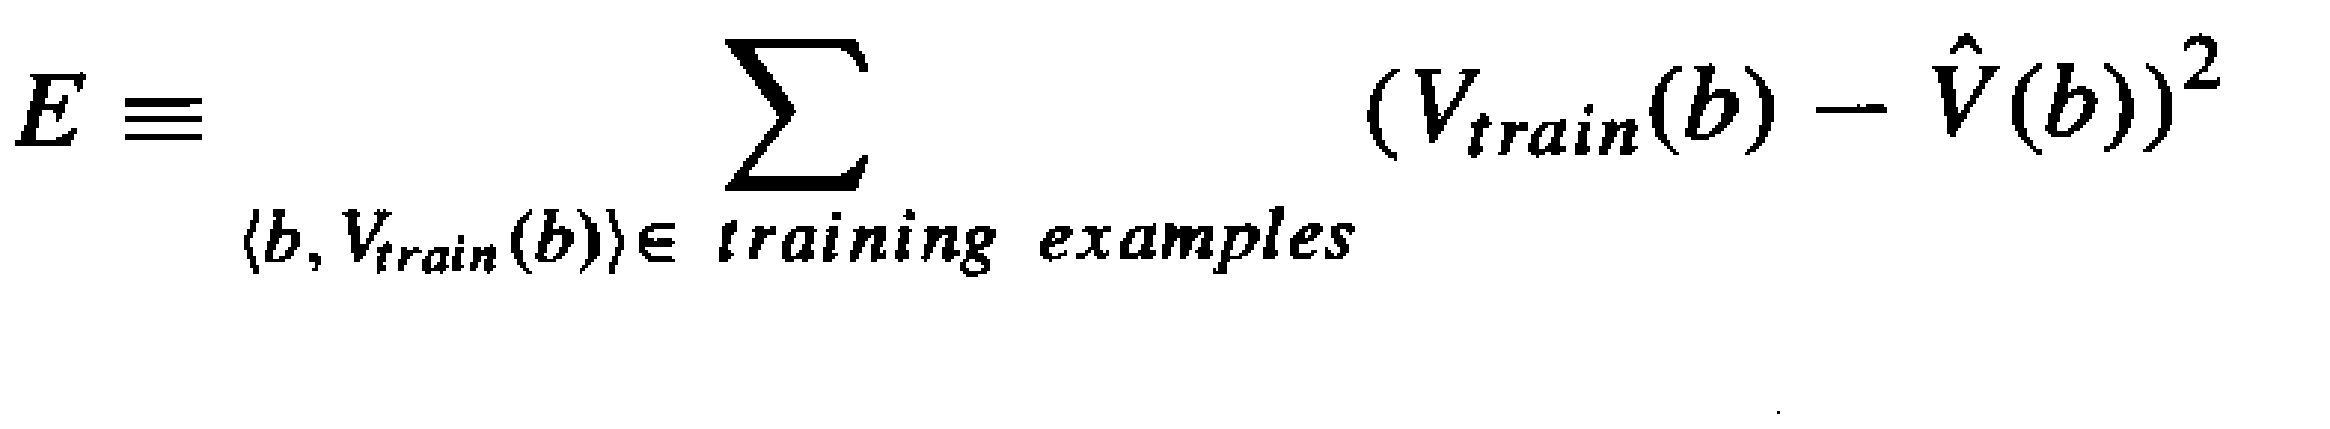 E ≡ ∑ (V_train(b) − V̂(b))²
⟨b, V_train(b)⟩∈ training examples